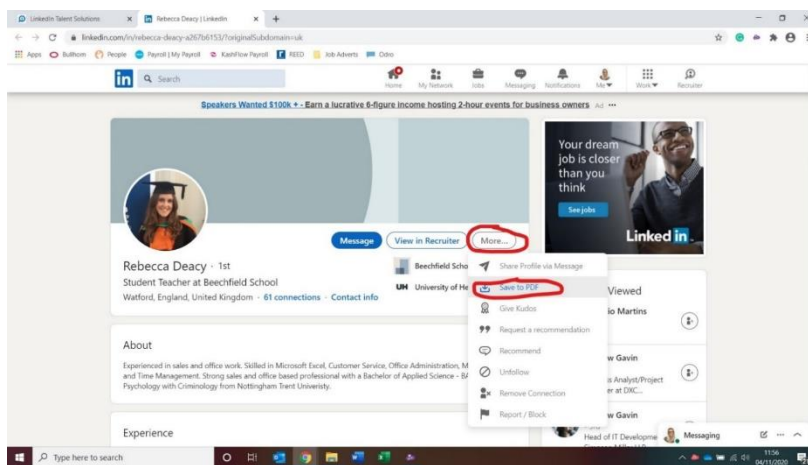 LinkedIn Talent Solutions
Rebecca Deacy | LinkedIn
linkedin.com/in/rebecca-deacy-a267b6153/?originalSubdomain=uk
Apps Bullhorn People Payroll | My Payroll KashFlow Payroll REED Job Adverts Odro
in Search
Home My Network Jobs Messaging Notifications Me Work Recruiter
Speakers Wanted $100k + - Earn a lucrative 6-figure income hosting 2-hour events for business owners Ad ...
Your dream
job is closer
than you
think
See jobs
Linked in
Message View in Recruiter More...
Rebecca Deacy · 1st
Student Teacher at Beechfield School
Watford, England, United Kingdom · 61 connections · Contact info
Beechfield Scho
UH University of He
Share Profile via Message
Save to PDF
Give Kudos
Request a recommendation
Recommend
Unfollow
Remove Connection
Report / Block
Viewed
io Martins
w Gavin
s Analyst/Project
er at DXC...
w Gavin
Head of IT Developme
About
Experienced in sales and office work. Skilled in Microsoft Excel, Customer Service, Office Administration, M
and Time Management. Strong sales and office based professional with a Bachelor of Applied Science - BA
Psychology with Criminology from Nottingham Trent Univeristy.
Experience
Messaging
Type here to search
11:56
04/11/2020